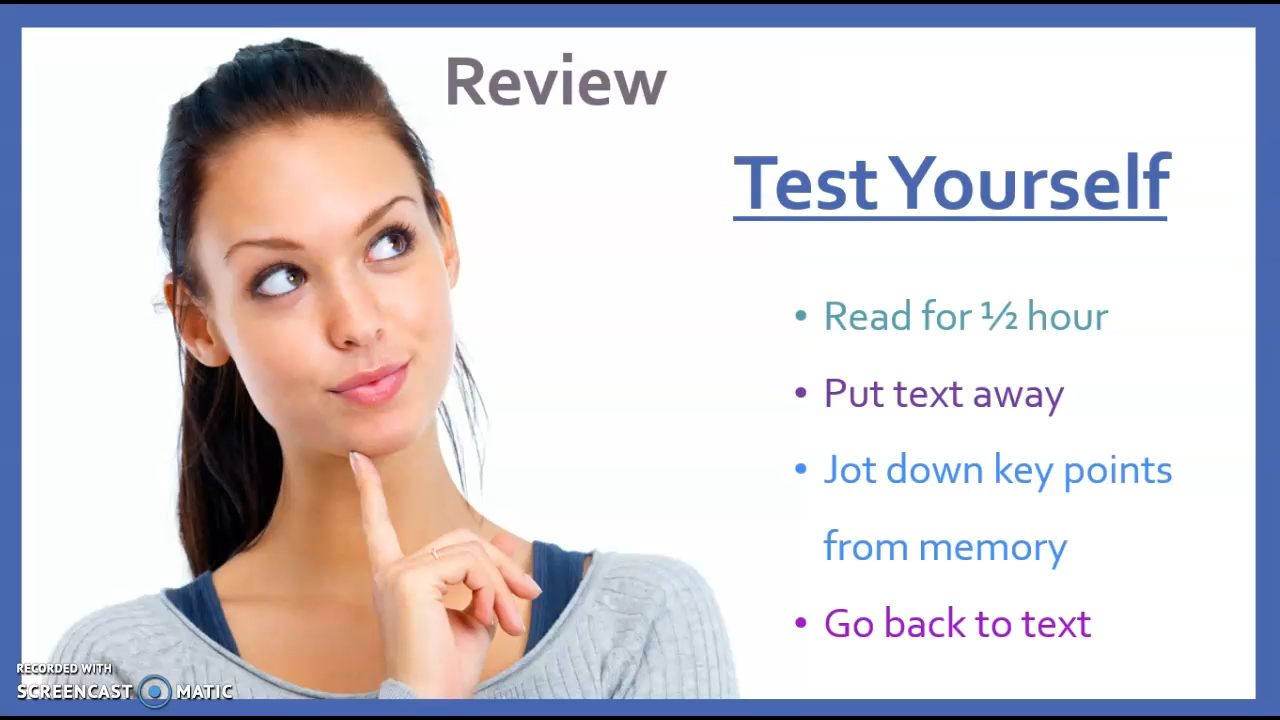 Review
Test Yourself
• Read for ½ hour
• Put text away
• Jot down key points
from memory
• Go back to text
RECORDED WITH
SCREENCAST MATIC